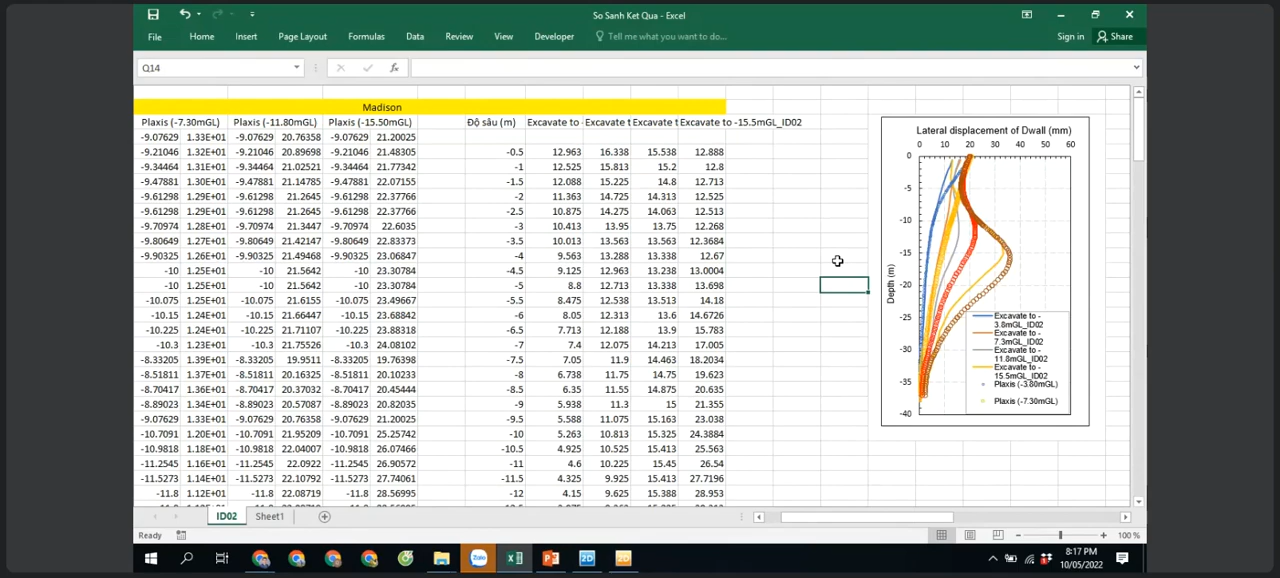 So Sanh Ket Qua - Excel
File Home Insert Page Layout Formulas Data Review View Developer Tell me what you want to do... Sign in Share
Q14
Madison
Plaxis (-7.30mGL) Plaxis (-11.80mGL) Plaxis (-15.50mGL) Độ sâu (m) Excavate to Excavate t Excavate t Excavate to -15.5mGL_ID02
-9.07629 1.33E+01 -9.07629 20.76358 -9.07629 21.20025
-9.21046 1.32E+01 -9.21046 20.89698 -9.21046 21.48305 -0.5 12.963 16.338 15.538 12.888
-9.34464 1.31E+01 -9.34464 21.02521 -9.34464 21.77342 -1 12.525 15.813 15.2 12.8
-9.47881 1.30E+01 -9.47881 21.14785 -9.47881 22.07155 -1.5 12.088 15.225 14.8 12.713
-9.61298 1.29E+01 -9.61298 21.2645 -9.61298 22.37766 -2 11.363 14.725 14.313 12.525
-9.61298 1.29E+01 -9.61298 21.2645 -9.61298 22.37766 -2.5 10.875 14.275 14.063 12.513
-9.70974 1.28E+01 -9.70974 21.3447 -9.70974 22.6035 -3 10.413 13.95 13.75 12.268
-9.80649 1.27E+01 -9.80649 21.42147 -9.80649 22.83373 -3.5 10.013 13.563 13.563 12.3684
-9.90325 1.26E+01 -9.90325 21.49468 -9.90325 23.06847 -4 9.563 13.288 13.338 12.67
-10 1.25E+01 -10 21.5642 -10 23.30784 -4.5 9.125 12.963 13.238 13.0004
-10 1.25E+01 -10 21.5642 -10 23.30784 -5 8.8 12.713 13.338 13.698
-10.075 1.25E+01 -10.075 21.6155 -10.075 23.49667 -5.5 8.475 12.538 13.513 14.18
-10.15 1.24E+01 -10.15 21.66447 -10.15 23.68842 -6 8.05 12.313 13.6 14.6726
-10.225 1.24E+01 -10.225 21.71107 -10.225 23.88318 -6.5 7.713 12.188 13.9 15.783
-10.3 1.23E+01 -10.3 21.75526 -10.3 24.08102 -7 7.4 12.075 14.213 17.005
-8.33205 1.39E+01 -8.33205 19.9511 -8.33205 19.76398 -7.5 7.05 11.9 14.463 18.2034
-8.51811 1.37E+01 -8.51811 20.16325 -8.51811 20.10233 -8 6.738 11.75 14.75 19.623
-8.70417 1.36E+01 -8.70417 20.37032 -8.70417 20.45444 -8.5 6.35 11.55 14.875 20.635
-8.89023 1.34E+01 -8.89023 20.57087 -8.89023 20.82035 -9 5.938 11.3 15 21.355
-9.07629 1.33E+01 -9.07629 20.76358 -9.07629 21.20025 -9.5 5.588 11.075 15.163 23.038
-10.7091 1.20E+01 -10.7091 21.95209 -10.7091 25.25742 -10 5.263 10.813 15.325 24.3884
-10.9818 1.18E+01 -10.9818 22.04007 -10.9818 26.07466 -10.5 4.925 10.525 15.413 25.563
-11.2545 1.16E+01 -11.2545 22.0922 -11.2545 26.90572 -11 4.6 10.225 15.45 26.54
-11.5273 1.14E+01 -11.5273 22.10792 -11.5273 27.74061 -11.5 4.325 9.925 15.413 27.7196
-11.8 1.12E+01 -11.8 22.08719 -11.8 28.56995 -12 4.15 9.625 15.388 28.953
Lateral displacement of Dwall (mm)
0 10 20 30 40 50 60
0
-5
-10
-15
-20
-25
-30
-35
-40
Depth (m)
Excavate to -
3.8mGL_ID02
Excavate to -
7.3mGL_ID02
Excavate to -
11.8mGL_ID02
Excavate to -
15.5mGL_ID02
Plaxis (-3.80mGL)
Plaxis (-7.30mGL)
ID02 Sheet1
Ready 100 %
Zalo 2D 2D
8:17 PM
10/05/2022